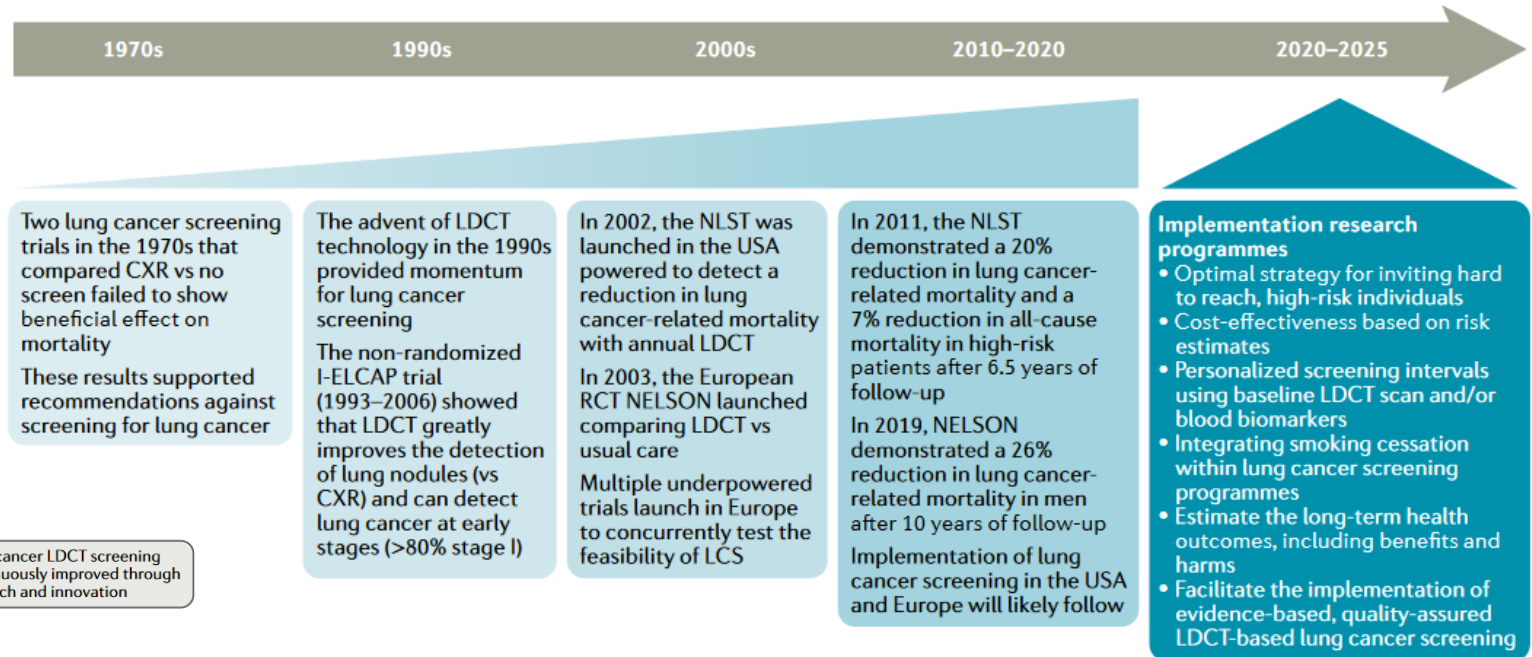 1970s
1990s
2000s
2010–2020
2020–2025
Two lung cancer screening
trials in the 1970s that
compared CXR vs no
screen failed to show
beneficial effect on
mortality
These results supported
recommendations against
screening for lung cancer
The advent of LDCT
technology in the 1990s
provided momentum
for lung cancer
screening
The non-randomized
I-ELCAP trial
(1993–2006) showed
that LDCT greatly
improves the detection
of lung nodules (vs
CXR) and can detect
lung cancer at early
stages (>80% stage I)
In 2002, the NLST was
launched in the USA
powered to detect a
reduction in lung
cancer-related mortality
with annual LDCT
In 2003, the European
RCT NELSON launched
comparing LDCT vs
usual care
Multiple underpowered
trials launch in Europe
to concurrently test the
feasibility of LCS
In 2011, the NLST
demonstrated a 20%
reduction in lung cancer-
related mortality and a
7% reduction in all-cause
mortality in high-risk
patients after 6.5 years of
follow-up
In 2019, NELSON
demonstrated a 26%
reduction in lung cancer-
related mortality in men
after 10 years of follow-up
Implementation of lung
cancer screening in the USA
and Europe will likely follow
Implementation research
programmes
• Optimal strategy for inviting hard
to reach, high-risk individuals
• Cost-effectiveness based on risk
estimates
• Personalized screening intervals
using baseline LDCT scan and/or
blood biomarkers
• Integrating smoking cessation
within lung cancer screening
programmes
• Estimate the long-term health
outcomes, including benefits and
harms
• Facilitate the implementation of
evidence-based, quality-assured
LDCT-based lung cancer screening
cancer LDCT screening
improved through
and innovation